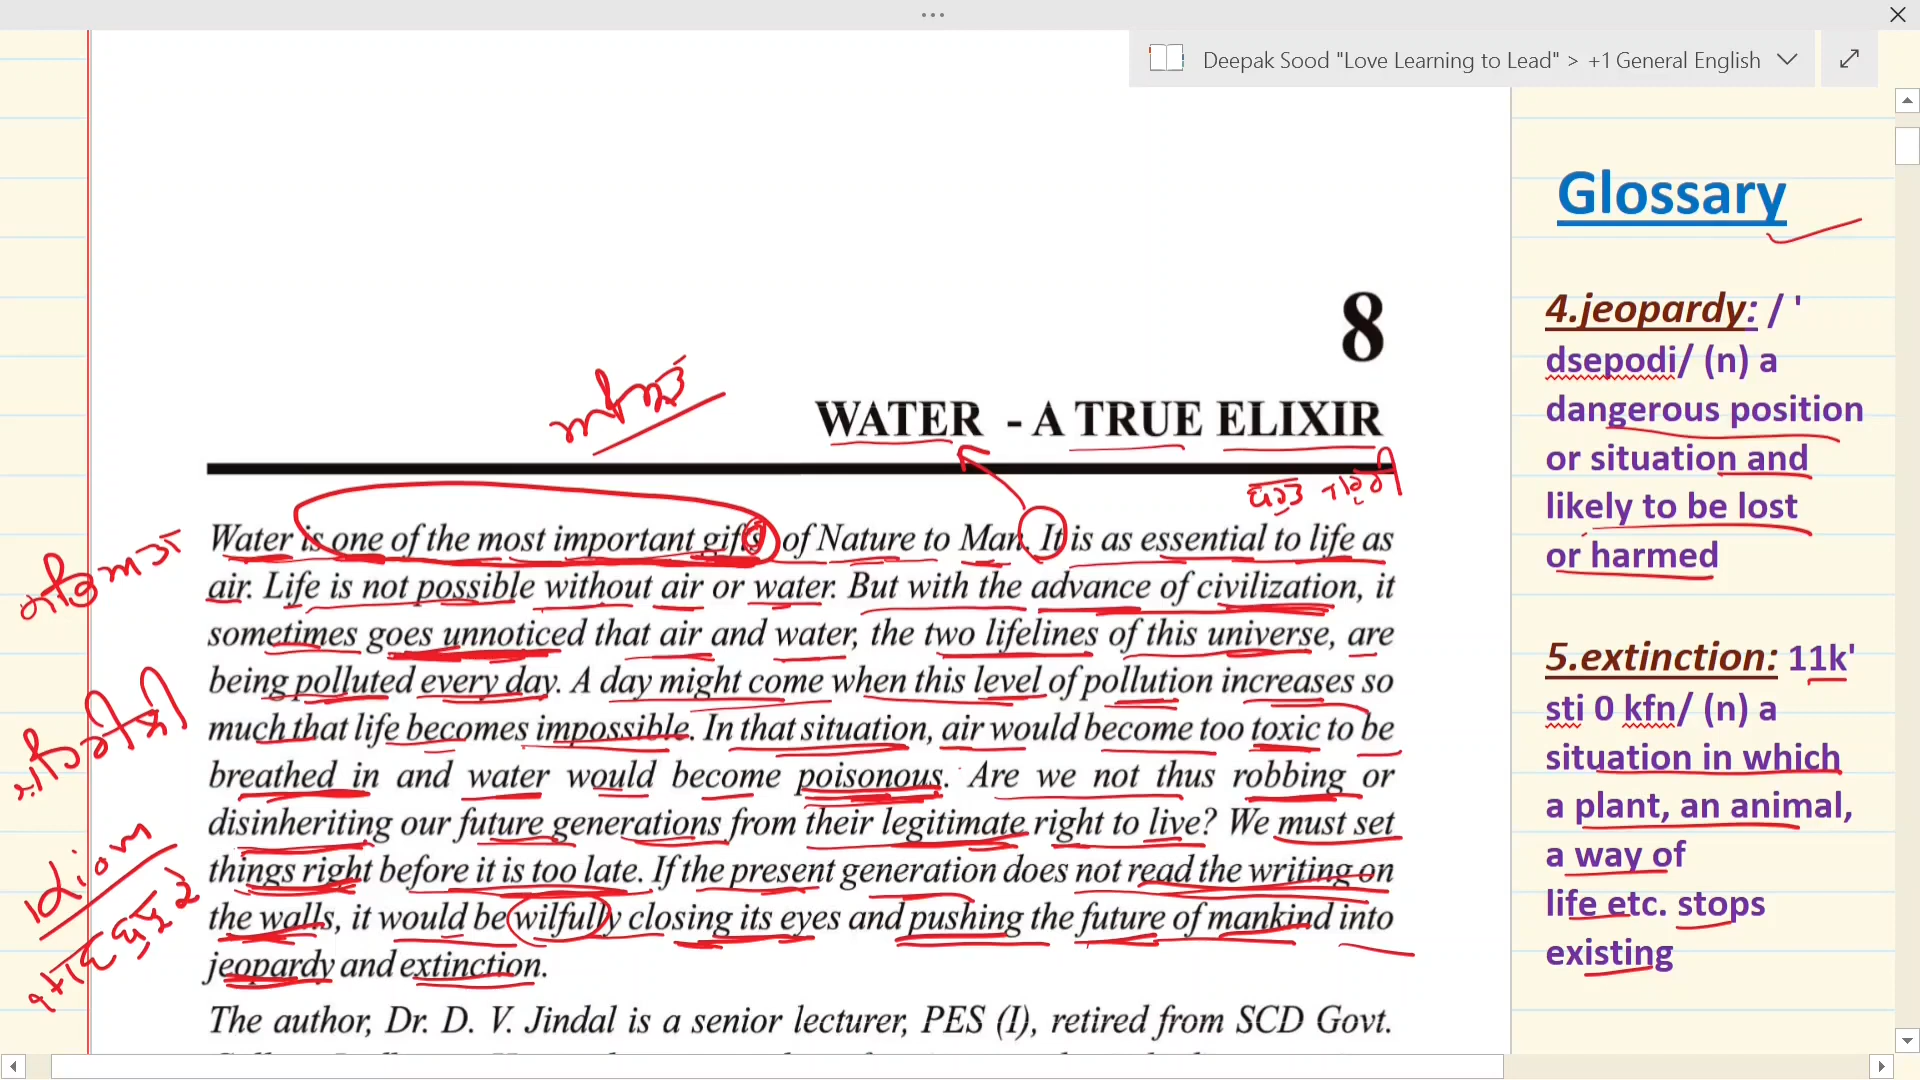 Deepak Sood "Love Learning to Lead" > +1 General English
8
WATER - A TRUE ELIXIR
Water is one of the most important gifts of Nature to Man. It is as essential to life as
air. Life is not possible without air or water. But with the advance of civilization, it
sometimes goes unnoticed that air and water, the two lifelines of this universe, are
being polluted every day. A day might come when this level of pollution increases so
much that life becomes impossible. In that situation, air would become too toxic to be
breathed in and water would become poisonous. Are we not thus robbing or
disinheriting our future generations from their legitimate right to live? We must set
things right before it is too late. If the present generation does not read the writing on
the walls, it would be wilfully closing its eyes and pushing the future of mankind into
jeopardy and extinction.
The author, Dr. D. V. Jindal is a senior lecturer, PES (I), retired from SCD Govt.
Idiom
Glossary
4.jeopardy: / '
dsepodi/ (n) a
dangerous position
or situation and
likely to be lost
or harmed
5.extinction: 11k'
sti 0 kfn/ (n) a
situation in which
a plant, an animal,
a way of
life etc. stops
existing